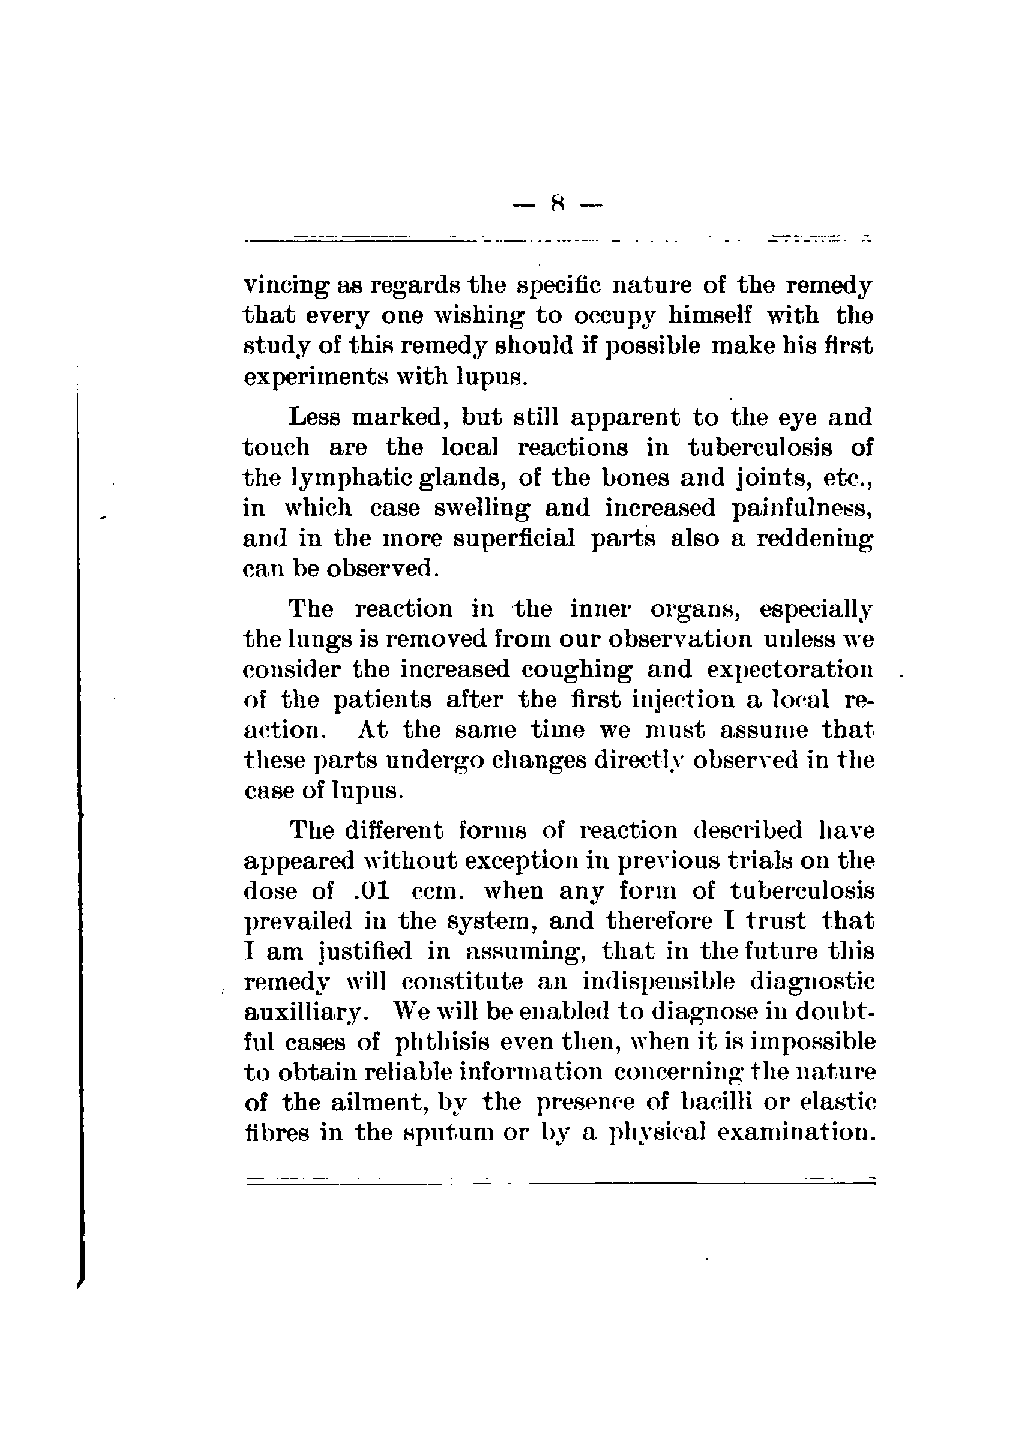 — 8 —
vincing as regards the specific nature of the remedy
that every one wishing to occupy himself with the
study of this remedy should if possible make his first
experiments with lupus.
Less marked, but still apparent to the eye and
touch are the local reactions in tuberculosis of
the lymphatic glands, of the bones and joints, etc.,
in which case swelling and increased painfulness,
and in the more superficial parts also a reddening
can be observed.
The reaction in the inner organs, especially
the lungs is removed from our observation unless we
consider the increased coughing and expectoration
of the patients after the first injection a local re-
action. At the same time we must assume that
these parts undergo changes directly observed in the
case of lupus.
The different forms of reaction described have
appeared without exception in previous trials on the
dose of .01 ccm. when any form of tuberculosis
prevailed in the system, and therefore I trust that
I am justified in assuming, that in the future this
remedy will constitute an indispensible diagnostic
auxilliary. We will be enabled to diagnose in doubt-
ful cases of phthisis even then, when it is impossible
to obtain reliable information concerning the nature
of the ailment, by the presence of bacilli or elastic
fibres in the sputum or by a physical examination.